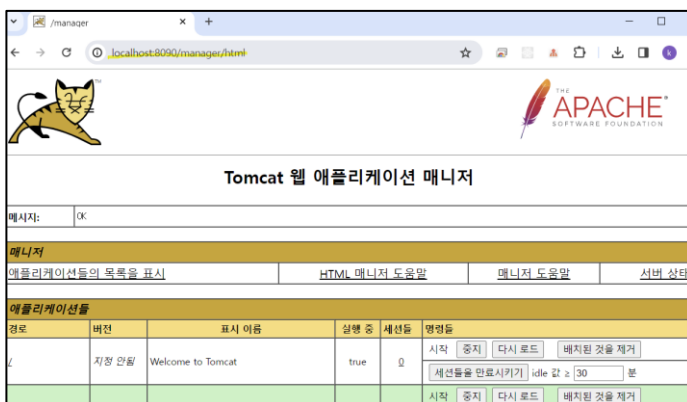 /manager
localhost:8090/manager/html
k
TM
THE
APACHE®
SOFTWARE FOUNDATION
Tomcat 웹 애플리케이션 매니저
메시지: OK
매니저
애플리케이션들의 목록을 표시 HTML 매니저 도움말 매니저 도움말 서버 상태
애플리케이션들
경로 버전 표시 이름 실행 중 세션들 명령들
/ 지정 안됨 Welcome to Tomcat true 0 시작 중지 다시 로드 배치된 것을 제거
세션들을 만료시키기 idle 값 ≥ 30 분
시작 중지 다시 로드 배치된 것을 제거